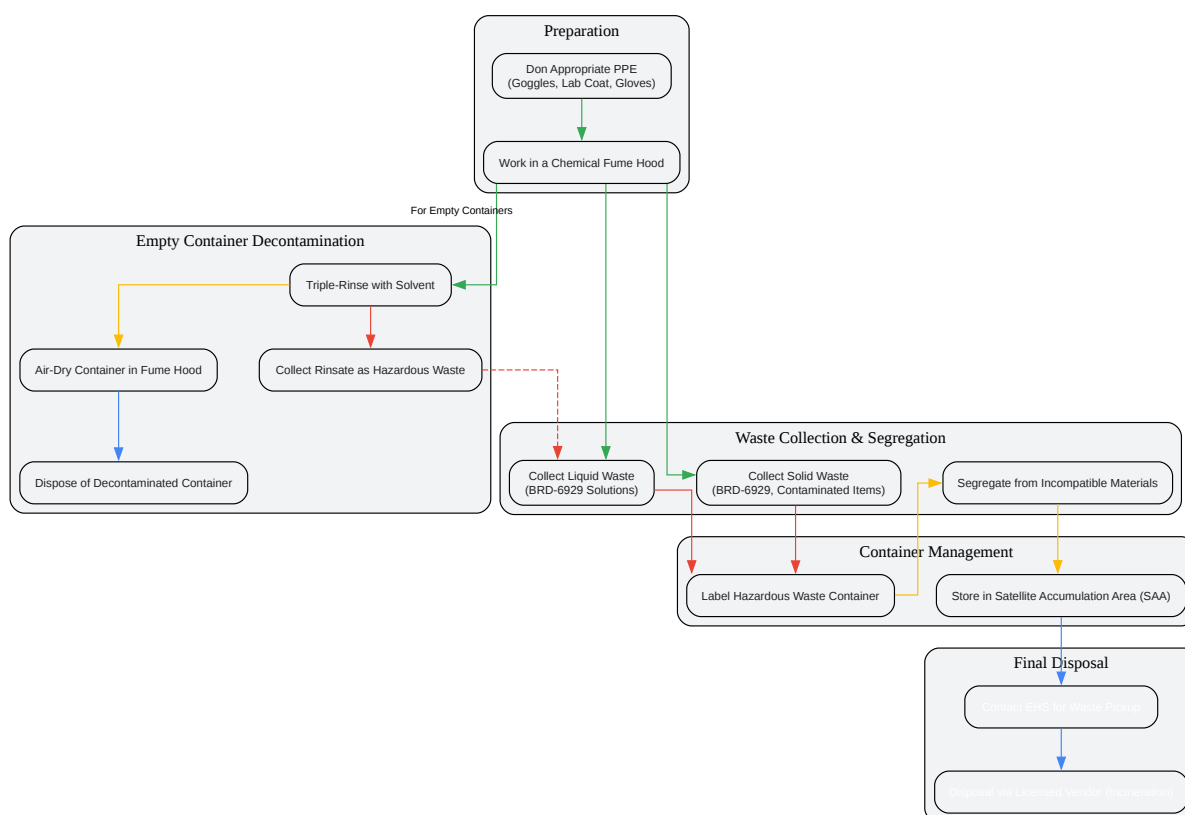 Preparation
Don Appropriate PPE
(Goggles, Lab Coat, Gloves)
Work in a Chemical Fume Hood
For Empty Containers
Empty Container Decontamination
Triple-Rinse with Solvent
Air-Dry Container in Fume Hood
Collect Rinsate as Hazardous Waste
Dispose of Decontaminated Container
Waste Collection & Segregation
Collect Liquid Waste
(BRD-6929 Solutions)
Collect Solid Waste
(BRD-6929, Contaminated Items)
Segregate from Incompatible Materials
Container Management
Label Hazardous Waste Container
Store in Satellite Accumulation Area (SAA)
Final Disposal
Contact EHS for Waste Pickup
Disposal via Licensed Vendor (Incineration)